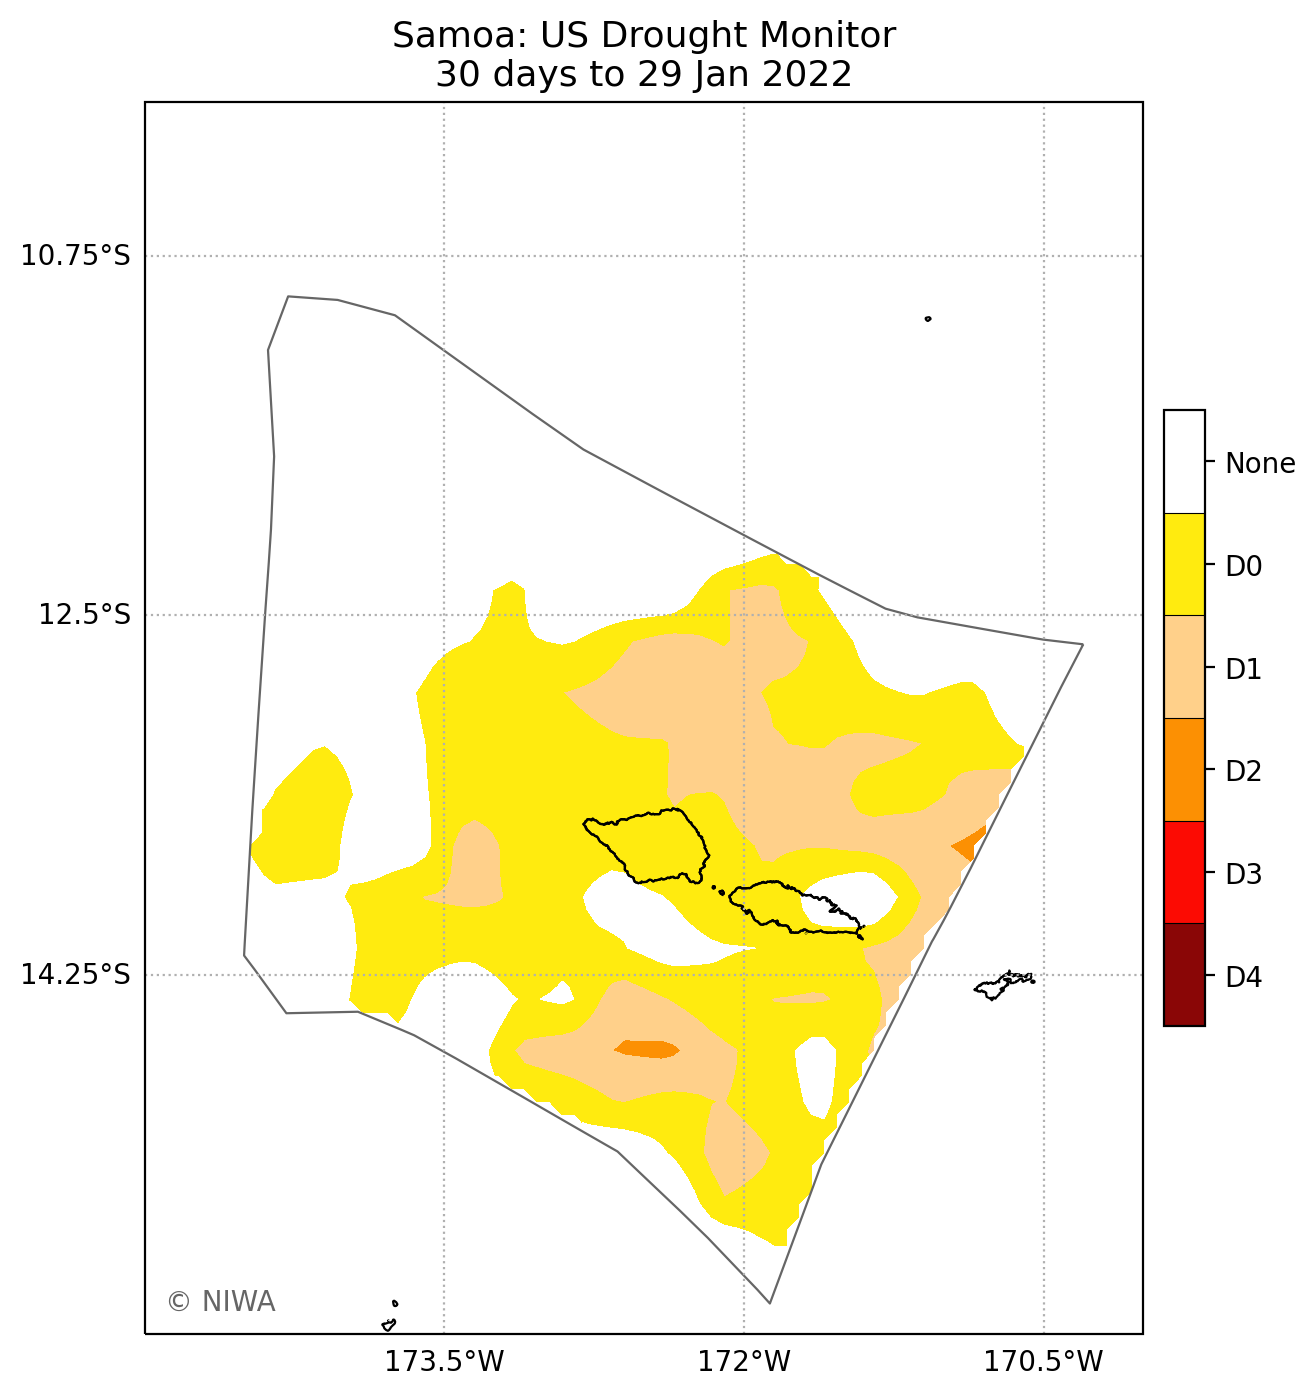 Samoa: US Drought Monitor
30 days to 29 Jan 2022
10.75°S
12.5°S
14.25°S
173.5°W
172°W
170.5°W
None
D0
D1
D2
D3
D4
© NIWA